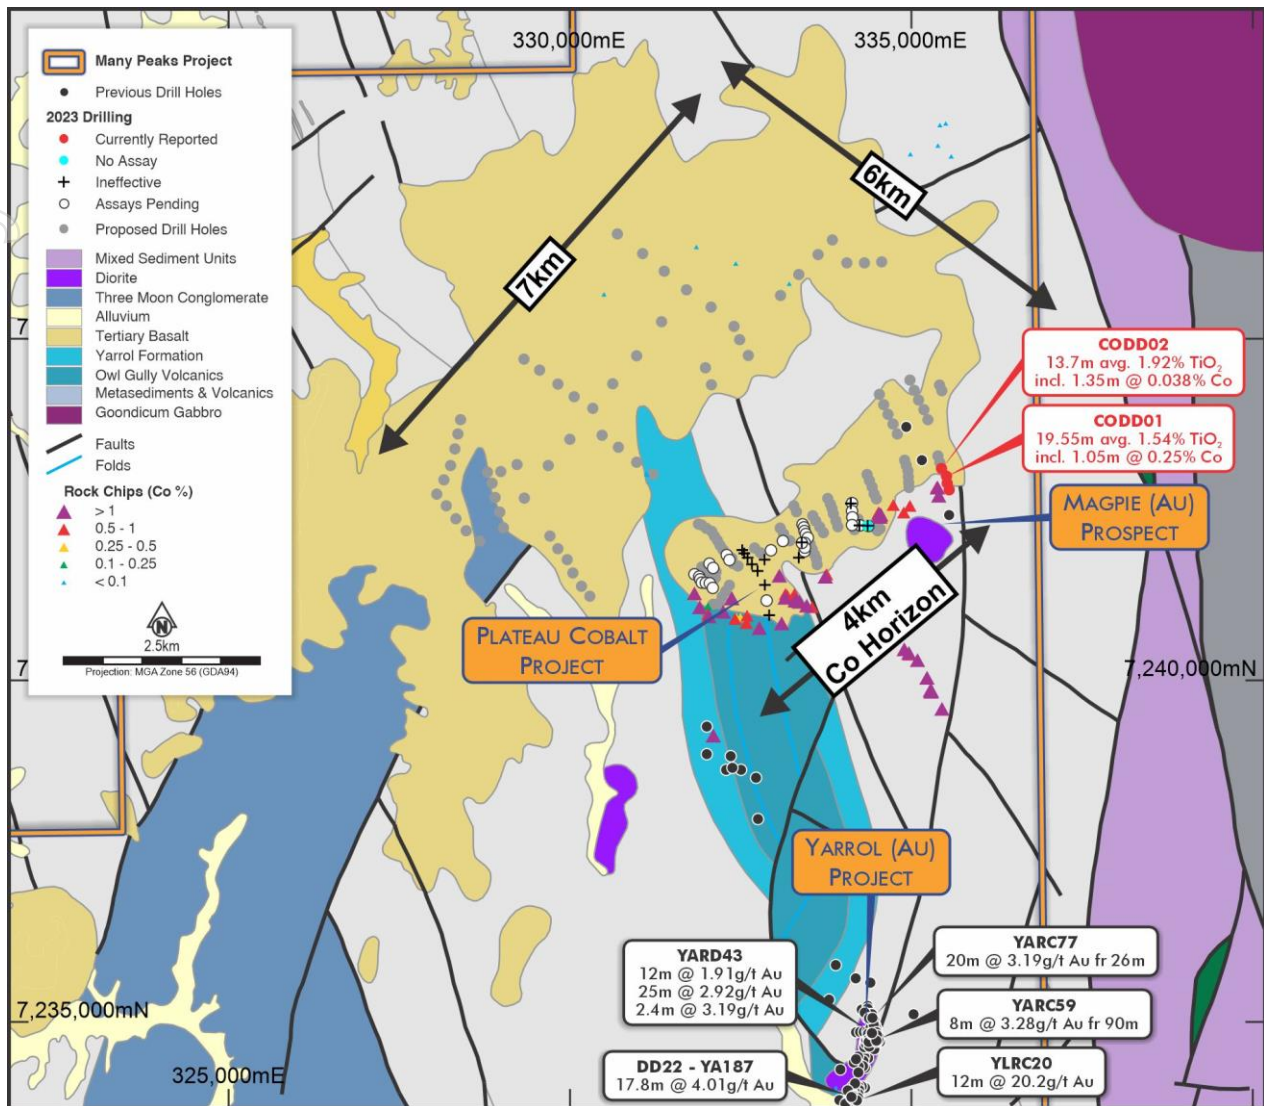 330,000mE
335,000mE
Many Peaks Project
Previous Drill Holes
2023 Drilling
Currently Reported
No Assay
Ineffective
Assays Pending
Proposed Drill Holes
Mixed Sediment Units
Diorite
Three Moon Conglomerate
Alluvium
Tertiary Basalt
Yarrol Formation
Owl Gully Volcanics
Metasediments & Volcanics
Goondicum Gabbro
Faults
Folds
Rock Chips (Co %)
> 1
0.5 - 1
0.25 - 0.5
0.1 - 0.25
< 0.1
N
2.5km
Projection: MGA Zone 56 (GDA94)
7km
6km
CODD02
13.7m avg. 1.92% TiO₂
incl. 1.35m @ 0.038% Co
CODD01
19.55m avg. 1.54% TiO₂
incl. 1.05m @ 0.25% Co
MAGPIE (AU)
PROSPECT
4km
Co Horizon
PLATEAU COBALT
PROJECT
7
7
7,240,000mN
YARROL (AU)
PROJECT
YARD43
12m @ 1.91g/t Au
25m @ 2.92g/t Au
2.4m @ 3.19g/t Au
YARC77
20m @ 3.19g/t Au fr 26m
YARC59
8m @ 3.28g/t Au fr 90m
7,235,000mN
DD22 - YA187
17.8m @ 4.01g/t Au
YLRC20
12m @ 20.2g/t Au
325,000mE